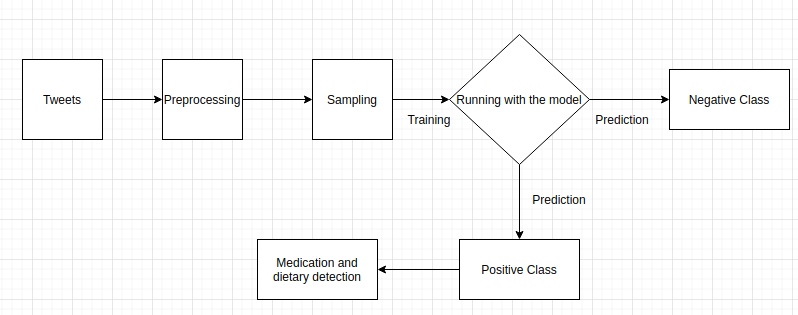 Tweets
Preprocessing
Sampling
Training
Running with the model
Prediction
Negative Class
Prediction
Positive Class
Medication and
dietary detection